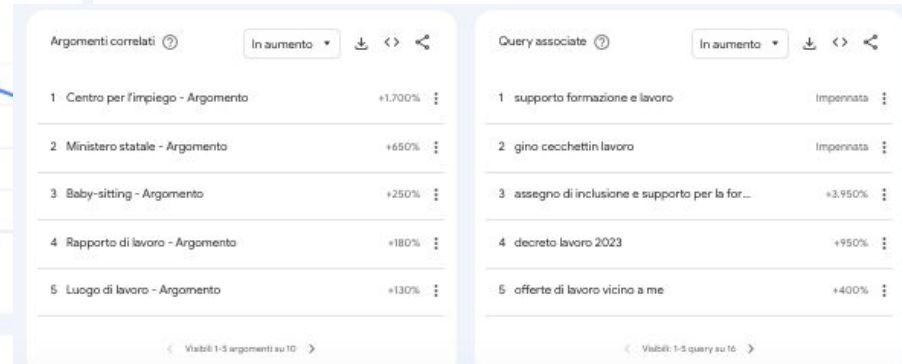 Argomenti correlati
In aumento
1 Centro per l'impiego - Argomento +1.700%
2 Ministero statale - Argomento +650%
3 Baby-sitting - Argomento +250%
4 Rapporto di lavoro - Argomento +180%
5 Luogo di lavoro - Argomento +130%
Visibili 1-5 argomenti su 10
Query associate
In aumento
1 supporto formazione e lavoro Impennata
2 gino cecchettin lavoro Impennata
3 assegno di inclusione e supporto per la for... +3.950%
4 decreto lavoro 2023 +950%
5 offerte di lavoro vicino a me +400%
Visibili: 1-5 query su 16